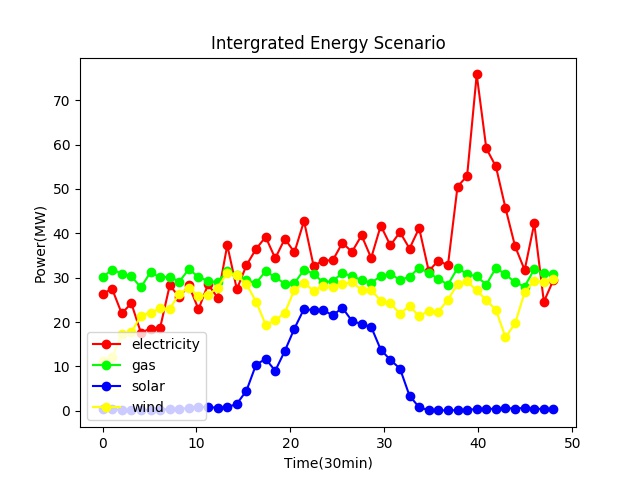 Intergrated Energy Scenario
Power(MW)
70
60
50
40
30
20
10
0
electricity
gas
solar
wind
0 10 20 30 40 50
Time(30min)